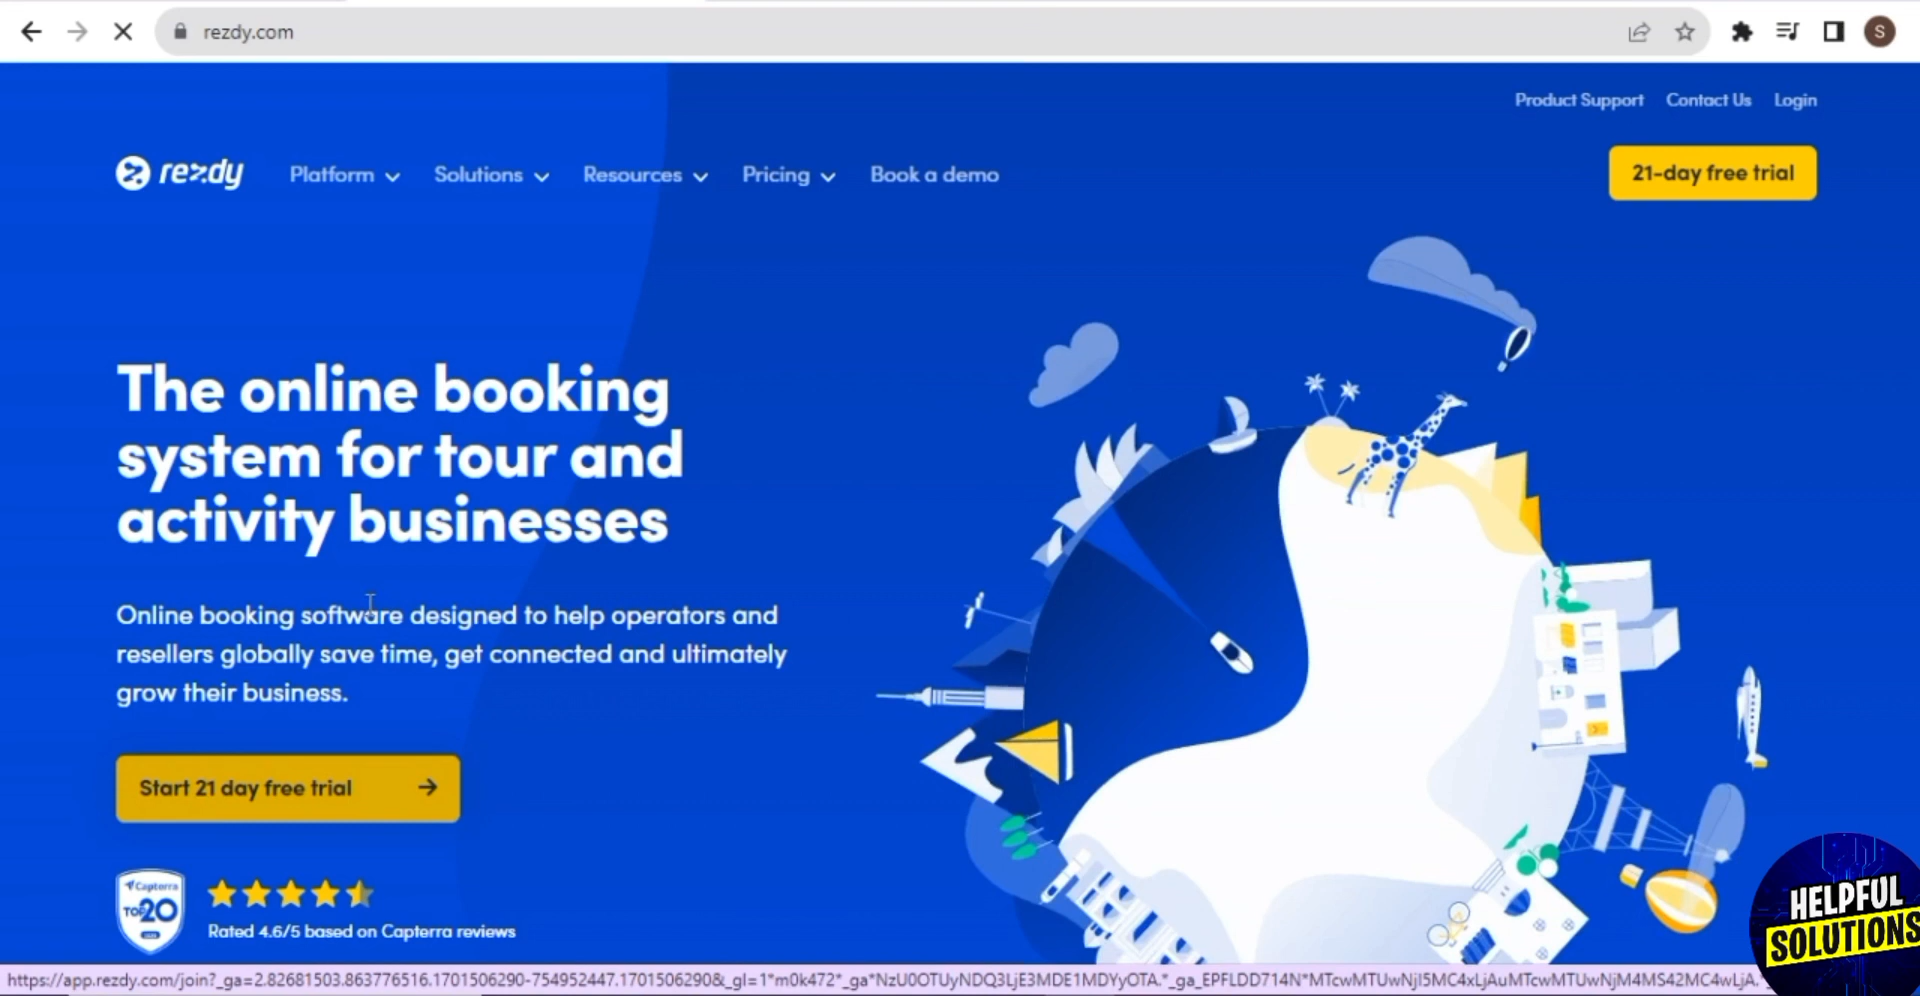 rezdy.com
S
Product Support Contact Us Login
rezdy Platform Solutions Resources Pricing Book a demo 21-day free trial
The online booking
system for tour and
activity businesses
Online booking software designed to help operators and
resellers globally save time, get connected and ultimately
grow their business.
Start 21 day free trial →
Capterra
TOP 20
Rated 4.6/5 based on Capterra reviews
HELPFUL
SOLUTIONS